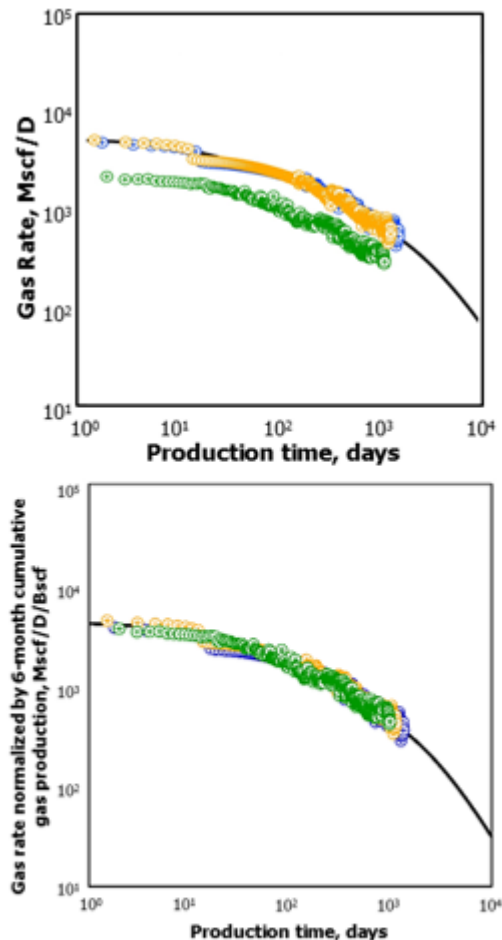 10⁵
10⁴
10³
10²
10¹
Gas Rate, Mscf/D
10⁰ 10¹ 10² 10³ 10⁴
Production time, days
10⁵
10⁴
10³
10²
10¹
Gas rate normalized by 6-month cumulative
gas production, Mscf/D/Bscf
10⁰ 10¹ 10² 10³ 10⁴
Production time, days